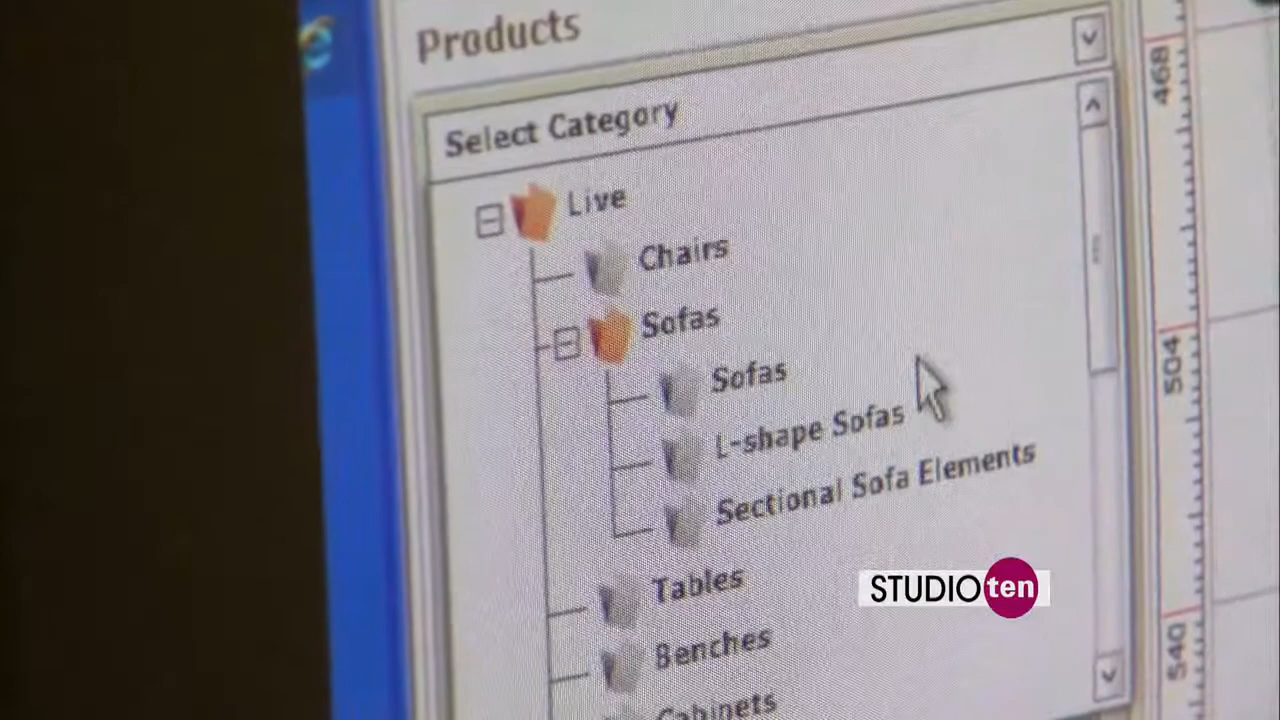 Products
Select Category
Live
Chairs
Sofas
Sofas
L-shape Sofas
Sectional Sofa Elements
Tables
Benches
Cabinets
468
504
540
STUDIO ten